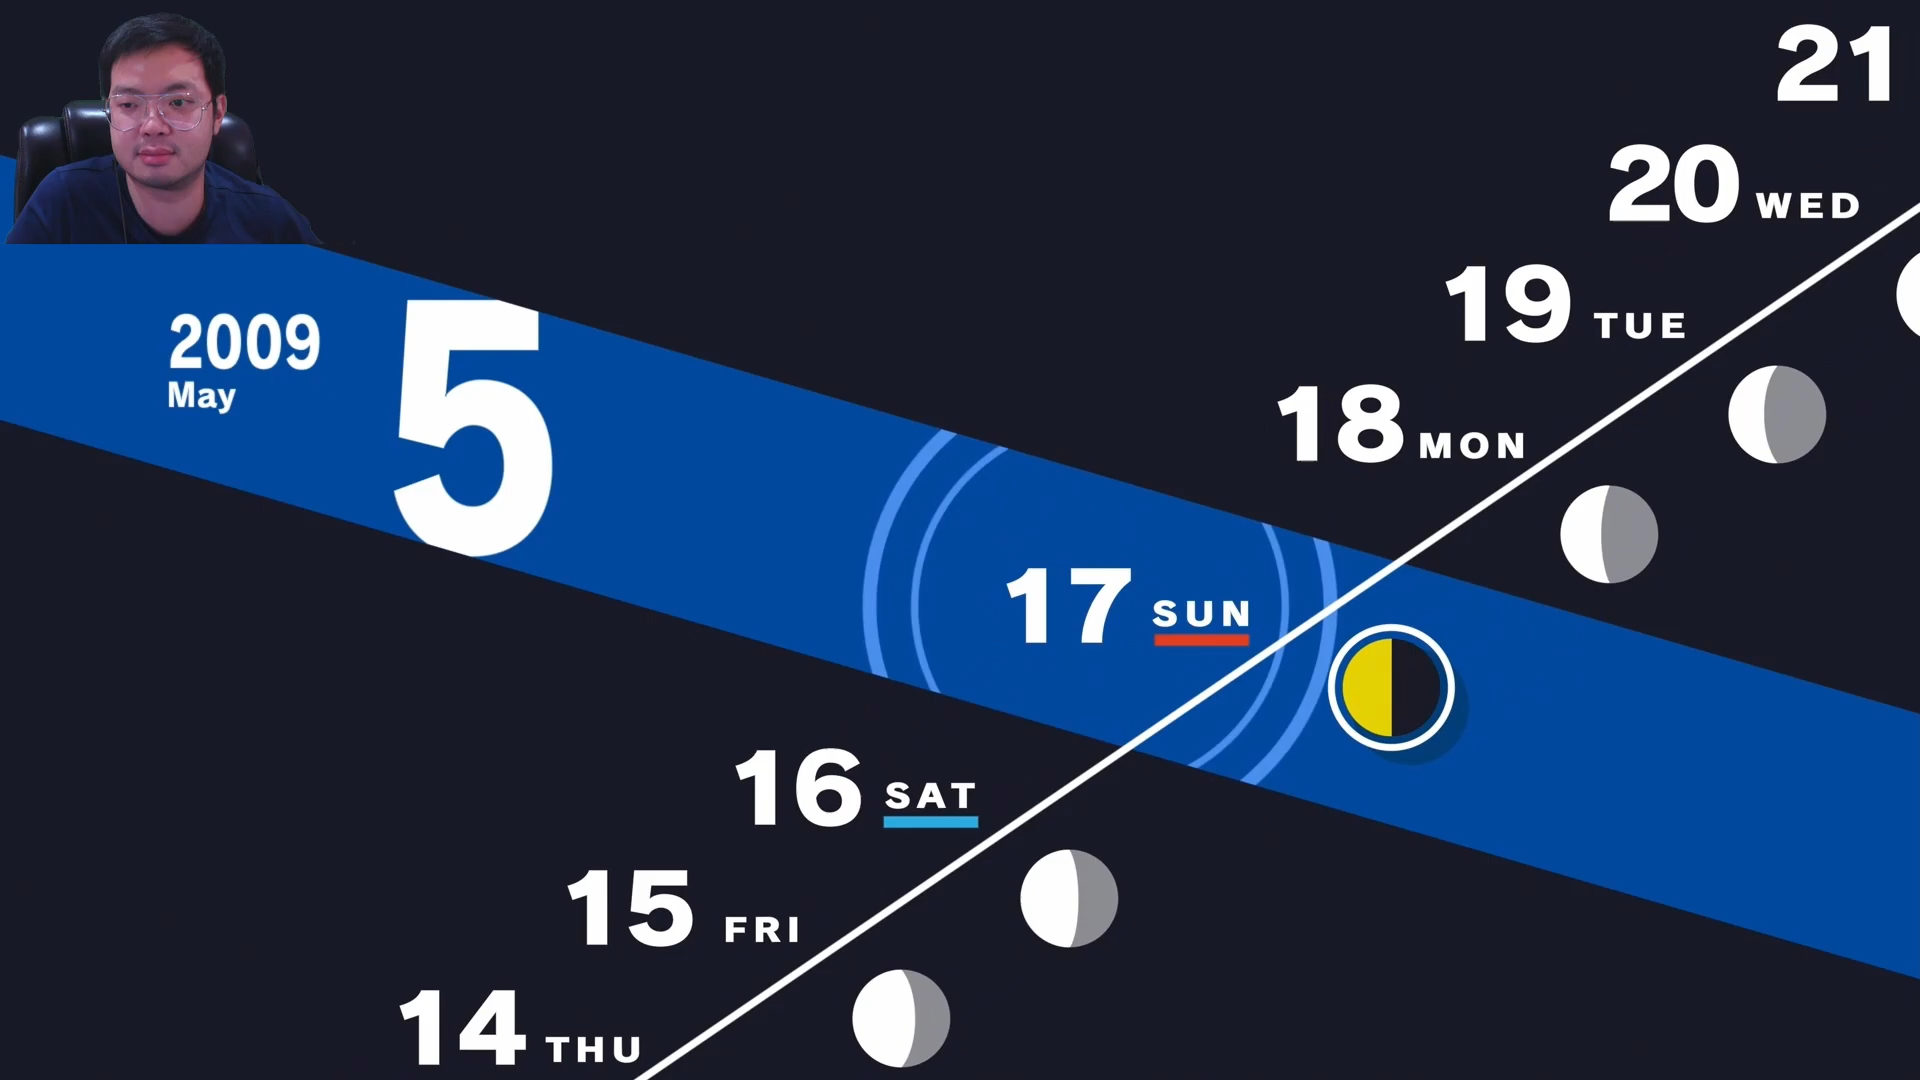 21
20 WED
19 TUE
18 MON
2009
May
5
17 SUN
16 SAT
15 FRI
14 THU